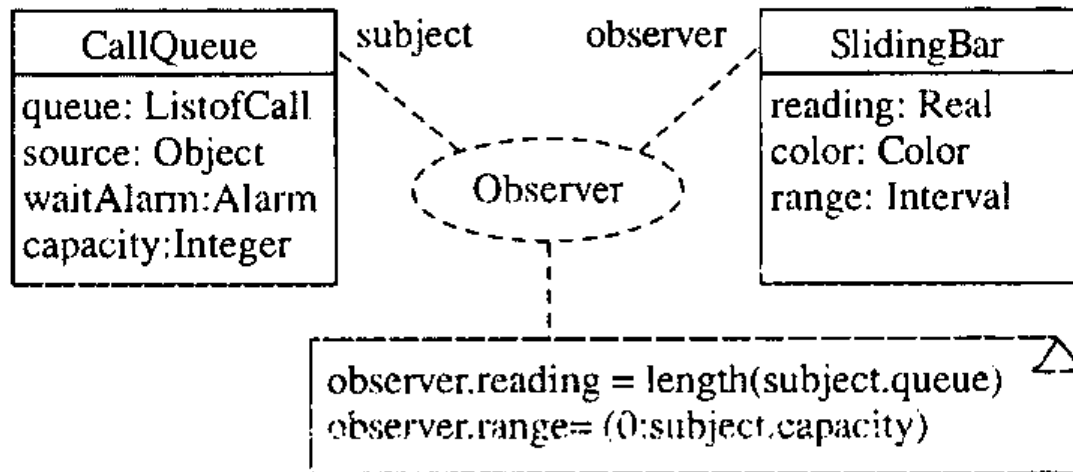 CallQueue
queue: ListofCall
source: Object
waitAlarm:Alarm
capacity:Integer
subject
observer
Observer
SlidingBar
reading: Real
color: Color
range: Interval
observer.reading = length(subject.queue)
observer.range= (0:subject.capacity)